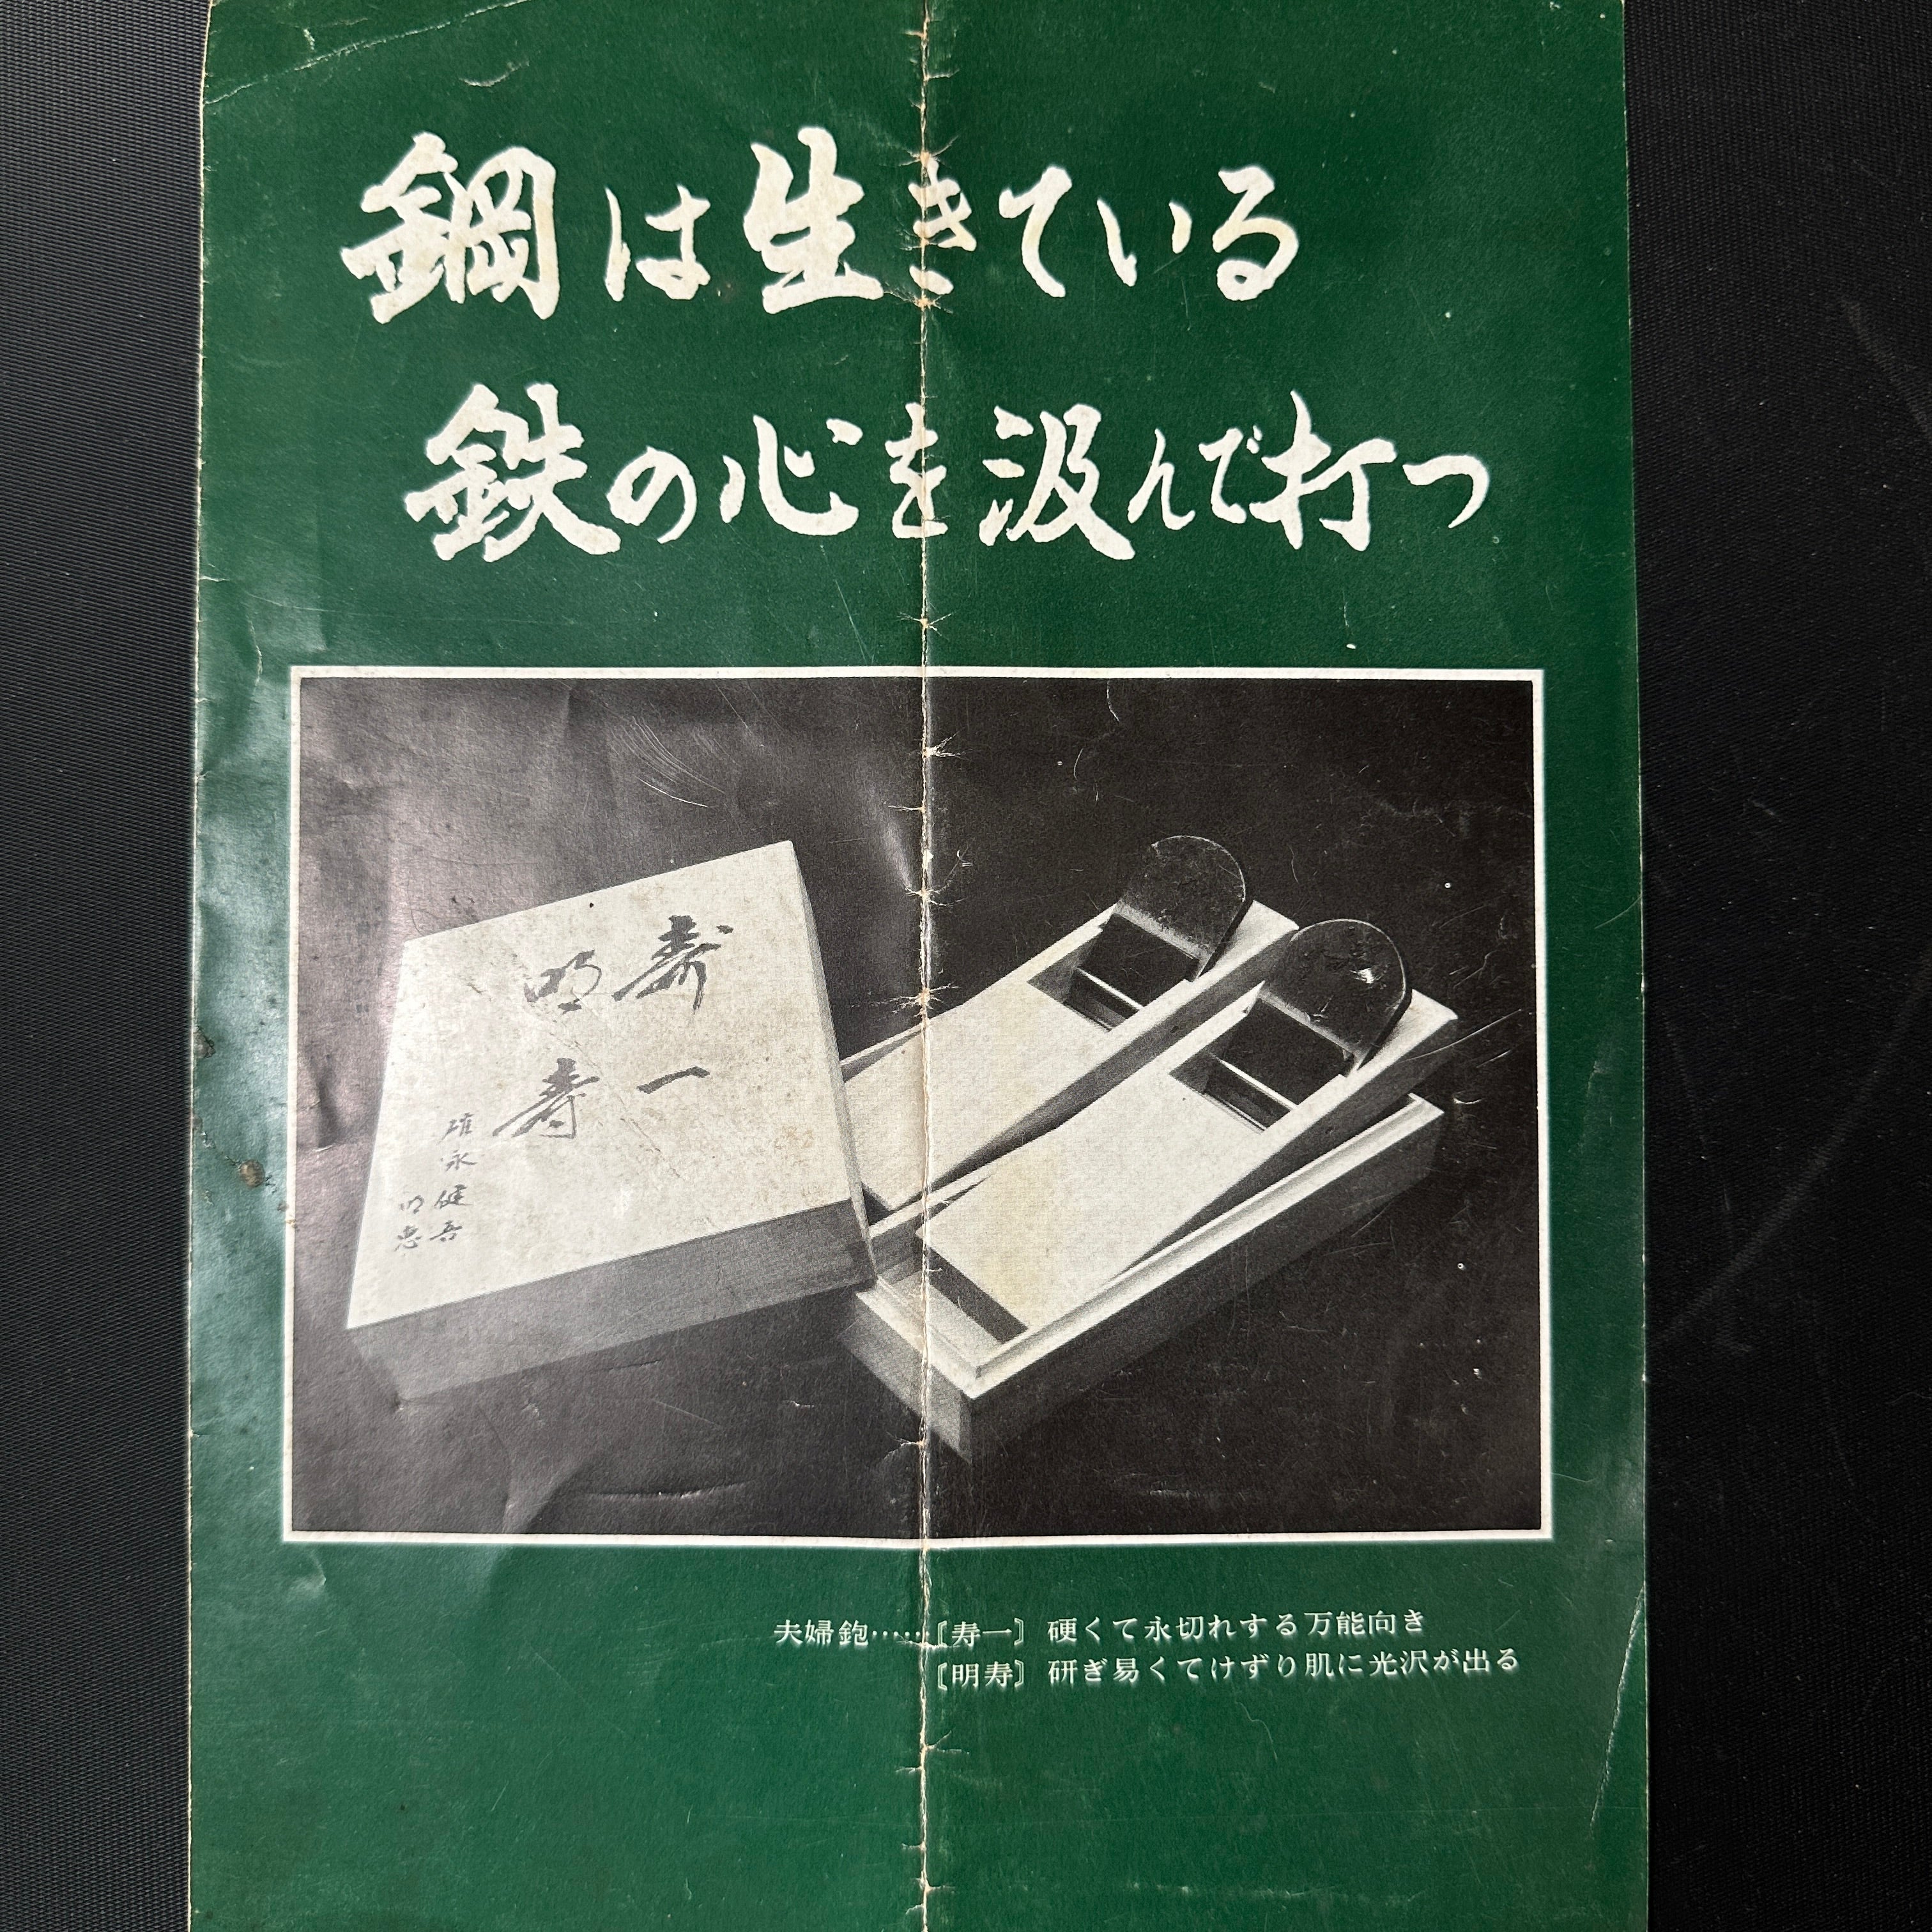 鋼は生きている
鉄の心を汲んで打つ
寿一
明寿
碓氷健吾
明恵
夫婦鉋……〖寿一〗硬くて永切れする万能向き
〖明寿〗研ぎ易くてけずり肌に光沢が出る